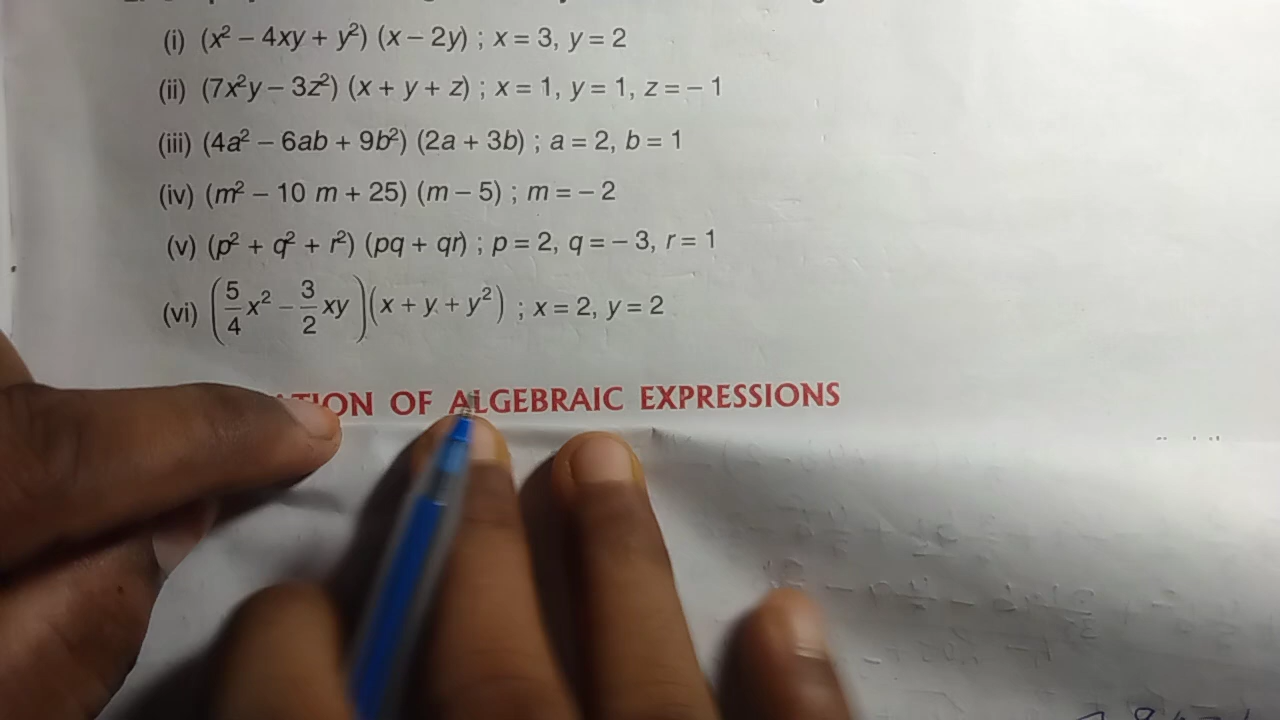 (i) (x² – 4xy + y²) (x – 2y) ; x = 3, y = 2
(ii) (7x²y – 3z²) (x + y + z) ; x = 1, y = 1, z = – 1
(iii) (4a² – 6ab + 9b²) (2a + 3b) ; a = 2, b = 1
(iv) (m² – 10 m + 25) (m – 5) ; m = – 2
(v) (p² + q² + r²) (pq + qr) ; p = 2, q = – 3, r = 1
(vi) (5/4 x² – 3/2 xy) (x + y + y²) ; x = 2, y = 2
OF ALGEBRAIC EXPRESSIONS